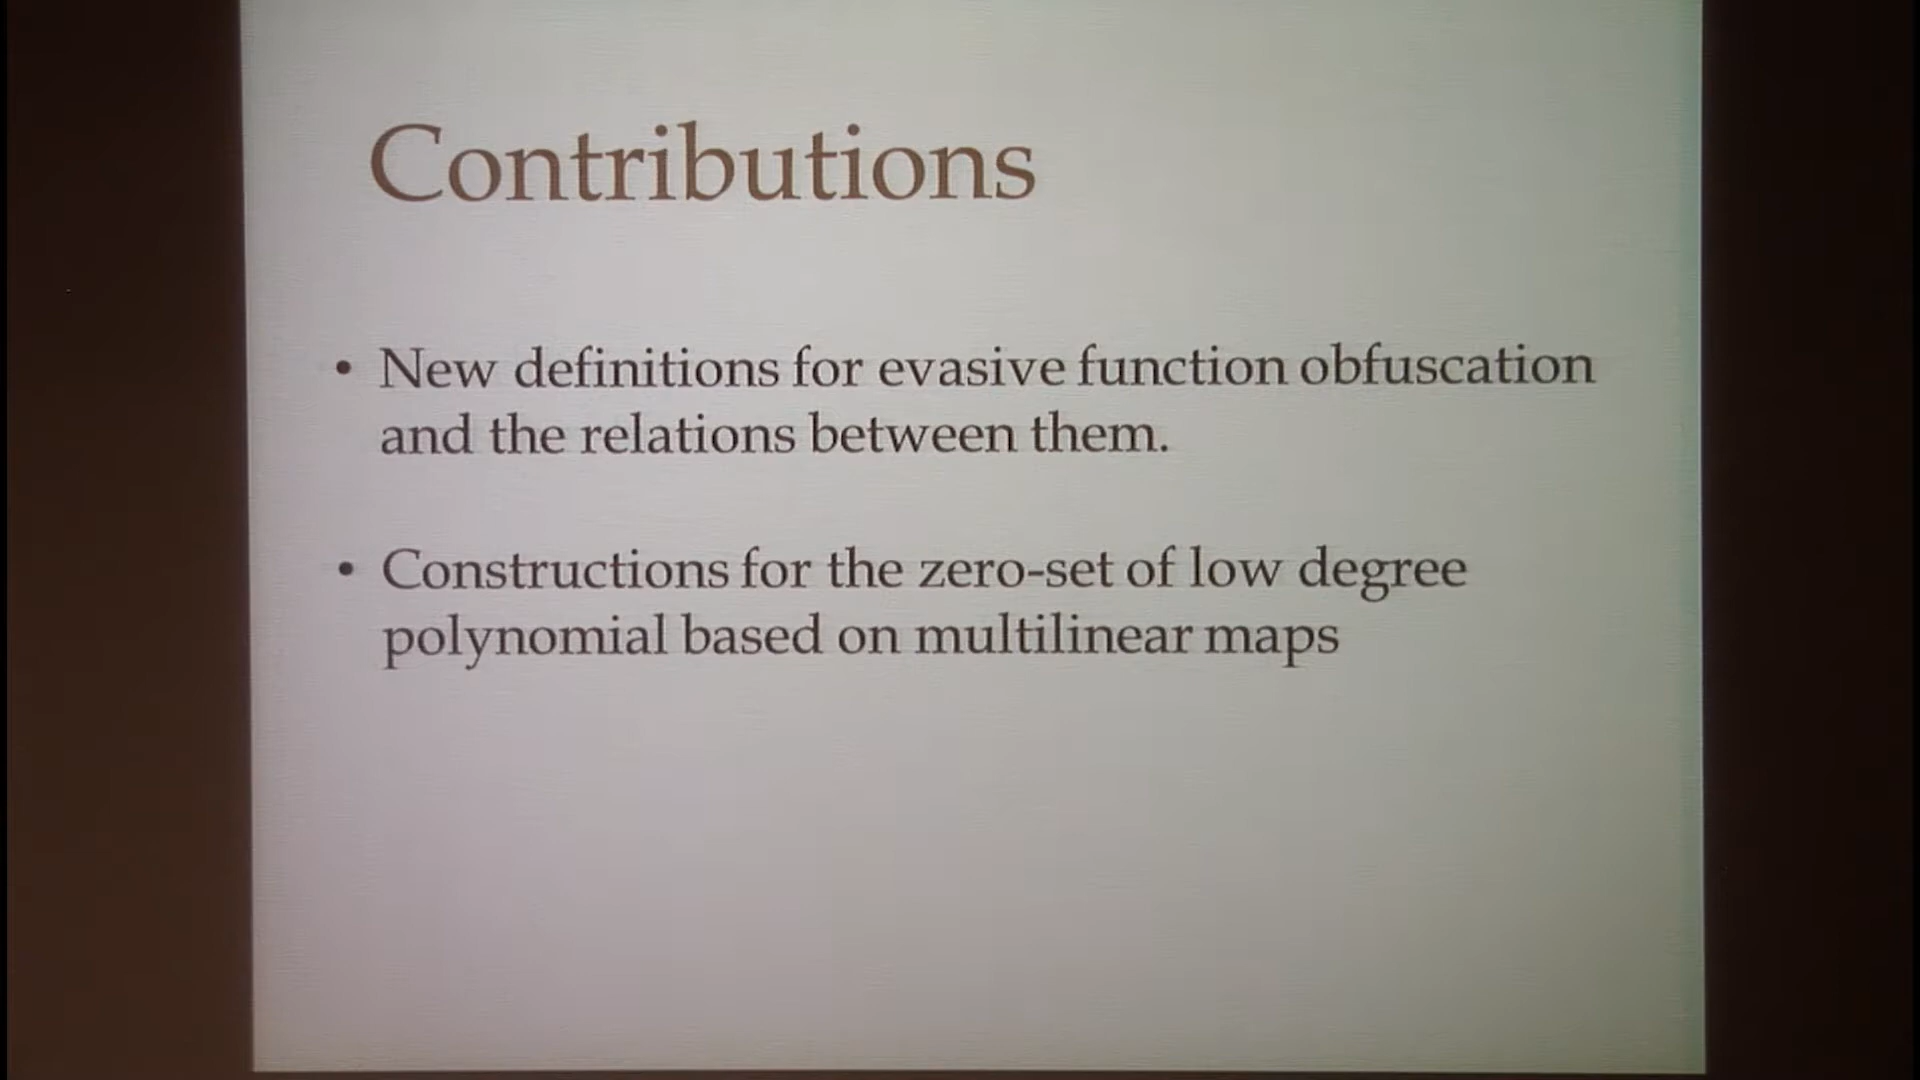 Contributions
• New definitions for evasive function obfuscation
and the relations between them.
• Constructions for the zero-set of low degree
polynomial based on multilinear maps